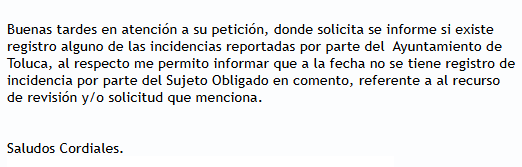 Buenas tardes en atención a su petición, donde solicita se informe si existe
registro alguno de las incidencias reportadas por parte del Ayuntamiento de
Toluca, al respecto me permito informar que a la fecha no se tiene registro de
incidencia por parte del Sujeto Obligado en comento, referente a al recurso
de revisión y/o solicitud que menciona.
Saludos Cordiales.